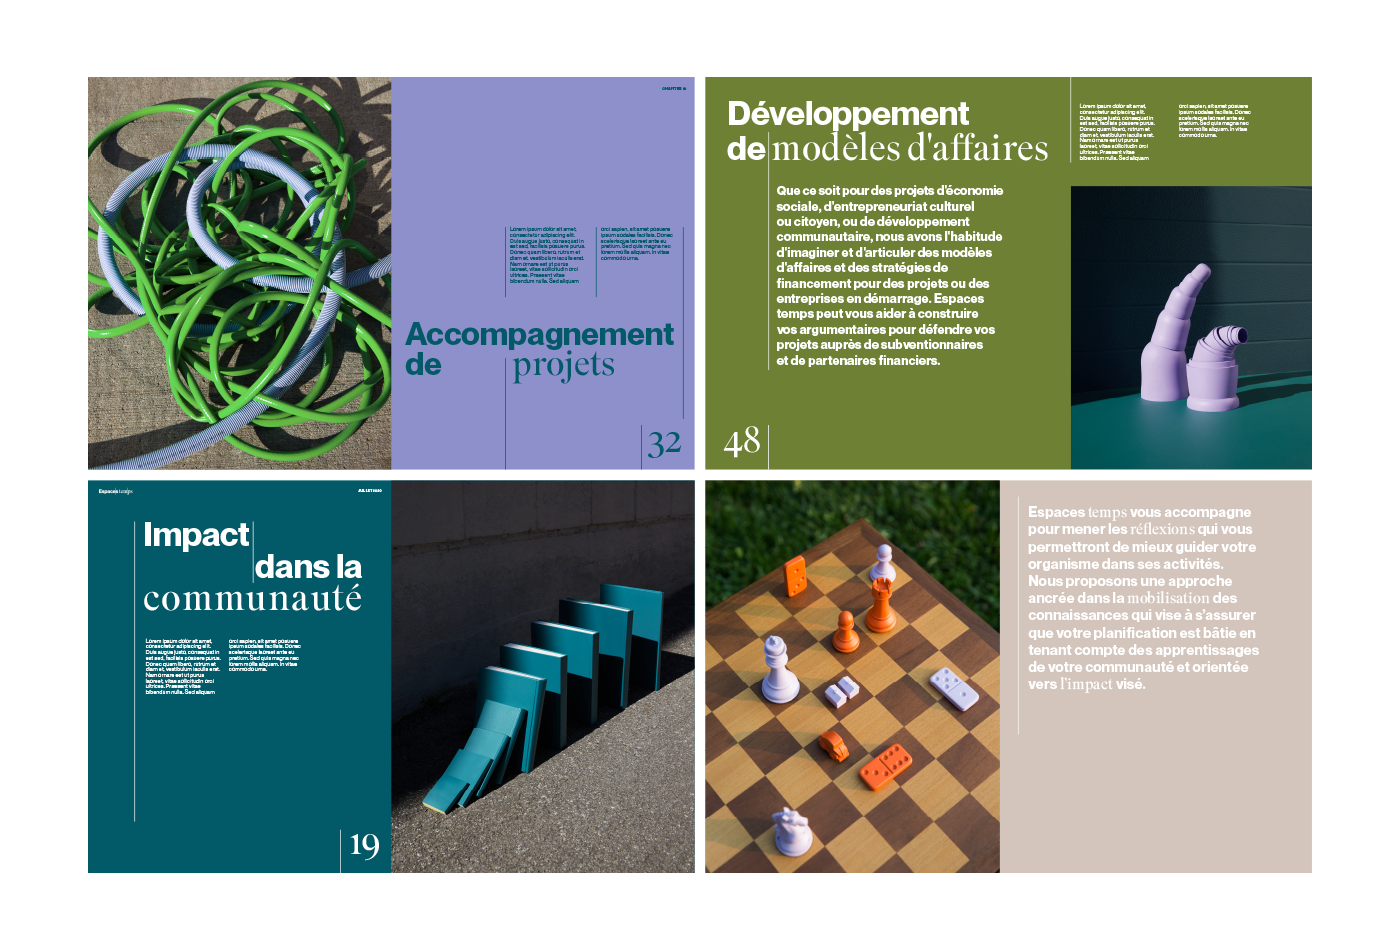 CHAPITRE
Lorem ipsum dolor sit amet,
consectetur adipiscing elit.
Duis augue justo, consequat in
est sed, facilisis posuere purus.
Donec quam libero, rutrum et
diam et, vestibulum iaculis erat.
Nam ornare est ut purus
laoreet, vitae sollicitudin orci
ultrices. Praesent vitae
bibendum nulla. Sed aliquam
orci sapien, sit amet posuere
ipsum sodales facilisis. Donec
scelerisque laoreet ante eu
pretium. Sed quis magna nec
lorem mollis aliquam. In vitae
commodo urna.
Accompagnement
de projets
32
Développement
de modèles d'affaires
Lorem ipsum dolor sit amet,
consectetur adipiscing elit.
Duis augue justo, consequat in
est sed, facilisis posuere purus.
Donec quam libero, rutrum et
diam et, vestibulum iaculis erat.
Nam ornare est ut purus
laoreet, vitae sollicitudin orci
ultrices. Praesent vitae
bibendum nulla. Sed aliquam
orci sapien, sit amet posuere
ipsum sodales facilisis. Donec
scelerisque laoreet ante eu
pretium. Sed quis magna nec
lorem mollis aliquam. In vitae
commodo urna.
Que ce soit pour des projets d'économie
sociale, d'entrepreneuriat culturel
ou citoyen, ou de développement
communautaire, nous avons l'habitude
d'imaginer et d'articuler des modèles
d'affaires et des stratégies de
financement pour des projets ou des
entreprises en démarrage. Espaces
temps peut vous aider à construire
vos argumentaires pour défendre vos
projets auprès de subventionnaires
et de partenaires financiers.
48
Espaces temps
JUILLET 2020
Impact
dans la
communauté
Lorem ipsum dolor sit amet,
consectetur adipiscing elit.
Duis augue justo, consequat in
est sed, facilisis posuere purus.
Donec quam libero, rutrum et
diam et, vestibulum iaculis erat.
Nam ornare est ut purus
laoreet, vitae sollicitudin orci
ultrices. Praesent vitae
bibendum nulla. Sed aliquam
orci sapien, sit amet posuere
ipsum sodales facilisis. Donec
scelerisque laoreet ante eu
pretium. Sed quis magna nec
lorem mollis aliquam. In vitae
commodo urna.
19
Espaces temps vous accompagne
pour mener les réflexions qui vous
permettront de mieux guider votre
organisme dans ses activités.
Nous proposons une approche
ancrée dans la mobilisation des
connaissances qui vise à s'assurer
que votre planification est bâtie en
tenant compte des apprentissages
de votre communauté et orientée
vers l'impact visé.